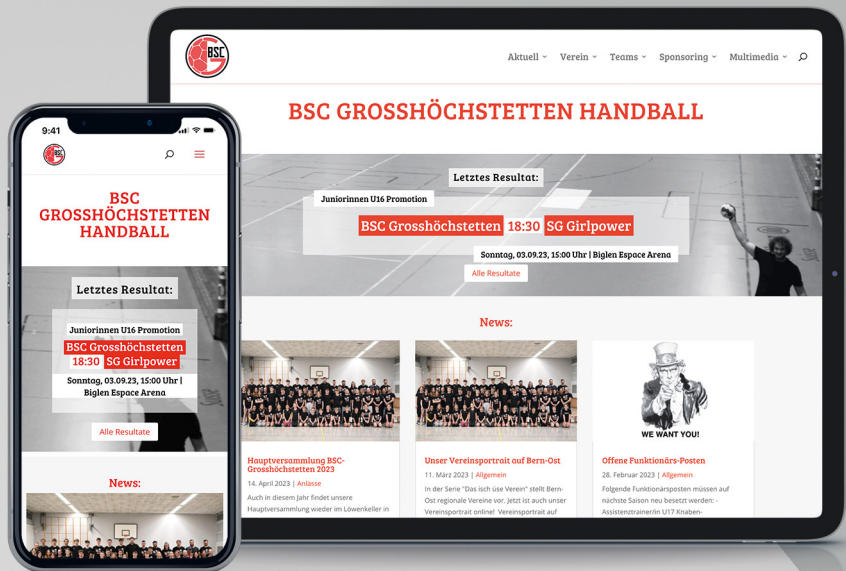 BSC
Aktuell
Verein
Teams
Sponsoring
Multimedia
BSC GROSSHÖCHSTETTEN HANDBALL
Letztes Resultat:
Juniorinnen U16 Promotion
BSC Grosshöchstetten 18:30 SG Girlpower
Sonntag, 03.09.23, 15:00 Uhr | Biglen Espace Arena
Alle Resultate
News:
Hauptversammlung BSC-
Grosshöchstetten 2023
14. April 2023 | Anlässe
Auch in diesem Jahr findet unsere
Hauptversammlung wieder im Löwenkeller in
Unser Vereinsportrait auf Bern-Ost
11. März 2023 | Allgemein
In der Serie "Das isch üse Verein" stellt Bern-
Ost regionale Vereine vor. Jetzt ist auch unser
Vereinsportrait online! Vereinsportrait auf
WE WANT YOU!
Offene Funktionärs-Posten
28. Februar 2023 | Allgemein
Folgende Funktionärsposten müssen auf
nächste Saison neu besetzt werden: -
Assistenztrainer/in U17 Knaben-
9:41
BSC
GROSSHÖCHSTETTEN
HANDBALL
Letztes Resultat:
Juniorinnen U16 Promotion
BSC Grosshöchstetten
18:30 SG Girlpower
Sonntag, 03.09.23, 15:00 Uhr |
Biglen Espace Arena
Alle Resultate
News: